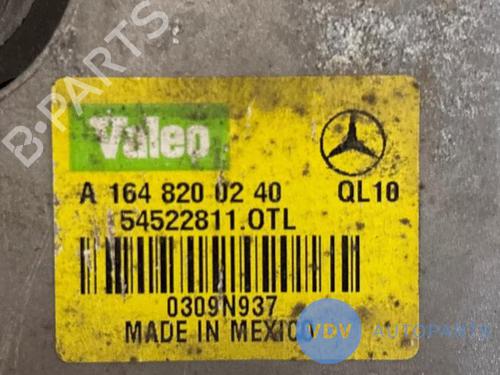 B-PARTS
Valeo
A 164 820 02 40 QL10
54522811.OTL
0309N937
MADE IN MEXICO
VDV AUTOPARTS